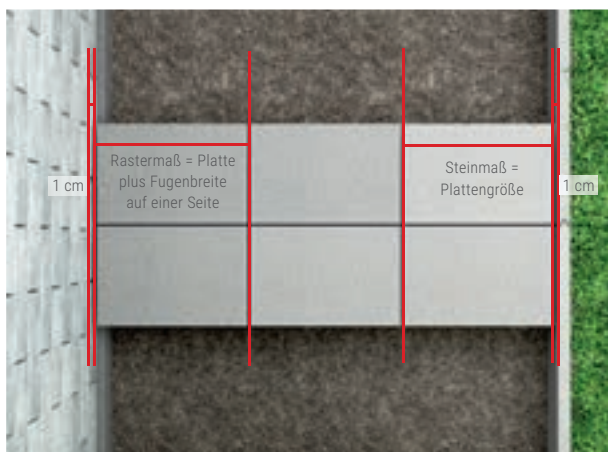 Rastermaß = Platte
plus Fugenbreite
auf einer Seite
Steinmaß =
Plattengröße
1 cm
1 cm